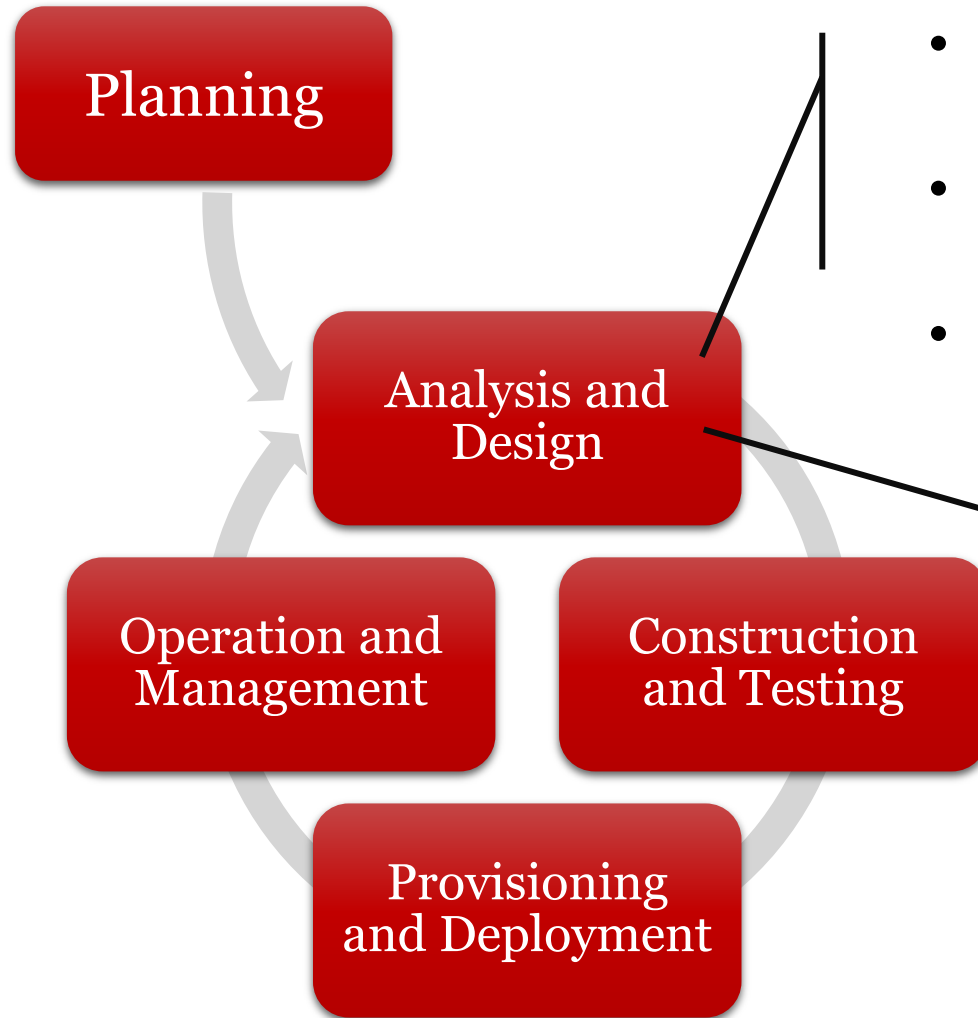 Planning
•
•
•
Analysis and
Design
Operation and
Management
Construction
and Testing
Provisioning
and Deployment